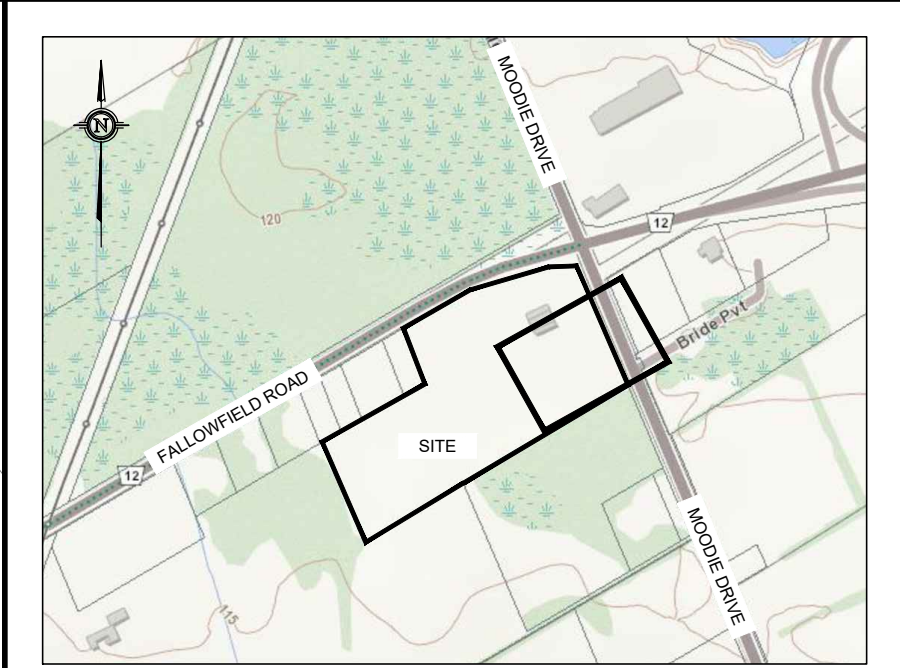 MOODIE DRIVE
N
120
12
Bride Pvt
FALLOWFIELD ROAD
SITE
12
MOODIE DRIVE
115